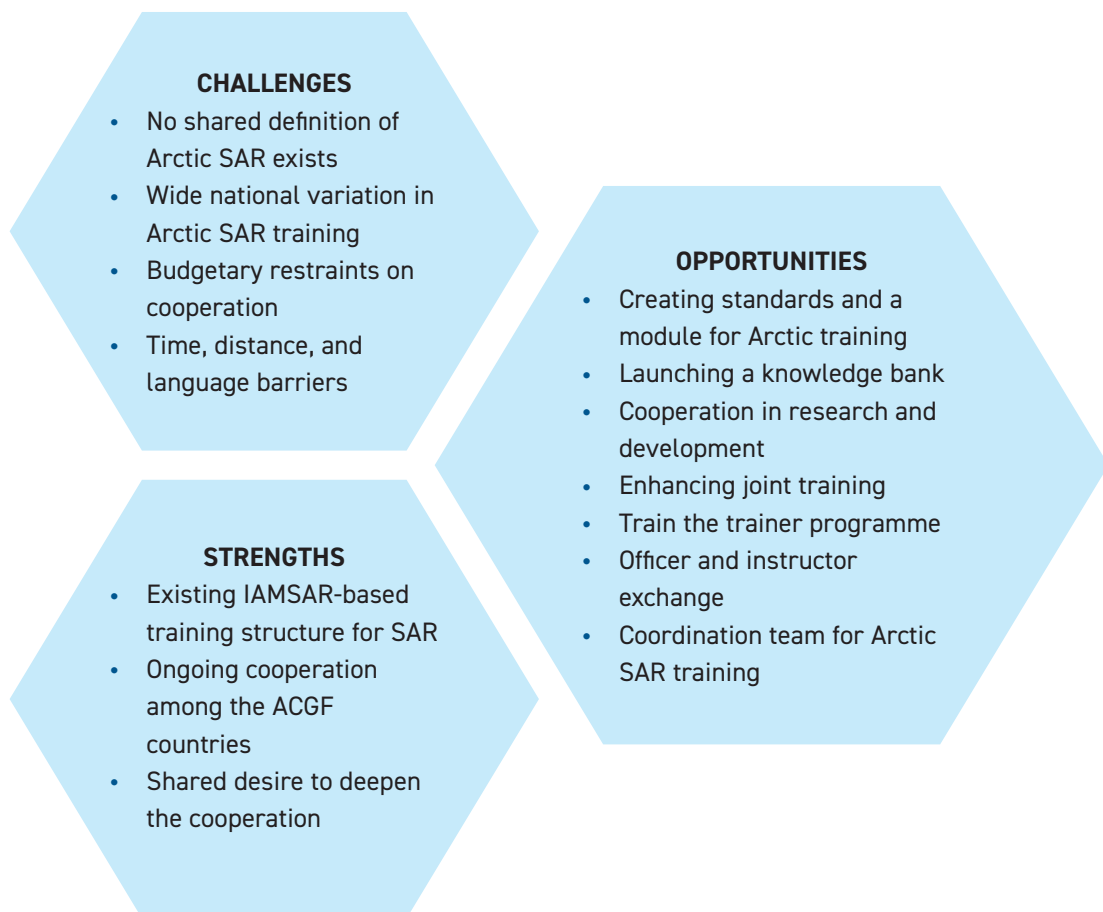 CHALLENGES
• No shared definition of
Arctic SAR exists
• Wide national variation in
Arctic SAR training
• Budgetary restraints on
cooperation
• Time, distance, and
language barriers
STRENGTHS
• Existing IAMSAR-based
training structure for SAR
• Ongoing cooperation
among the ACGF
countries
• Shared desire to deepen
the cooperation
OPPORTUNITIES
• Creating standards and a
module for Arctic training
• Launching a knowledge bank
• Cooperation in research and
development
• Enhancing joint training
• Train the trainer programme
• Officer and instructor
exchange
• Coordination team for Arctic
SAR training